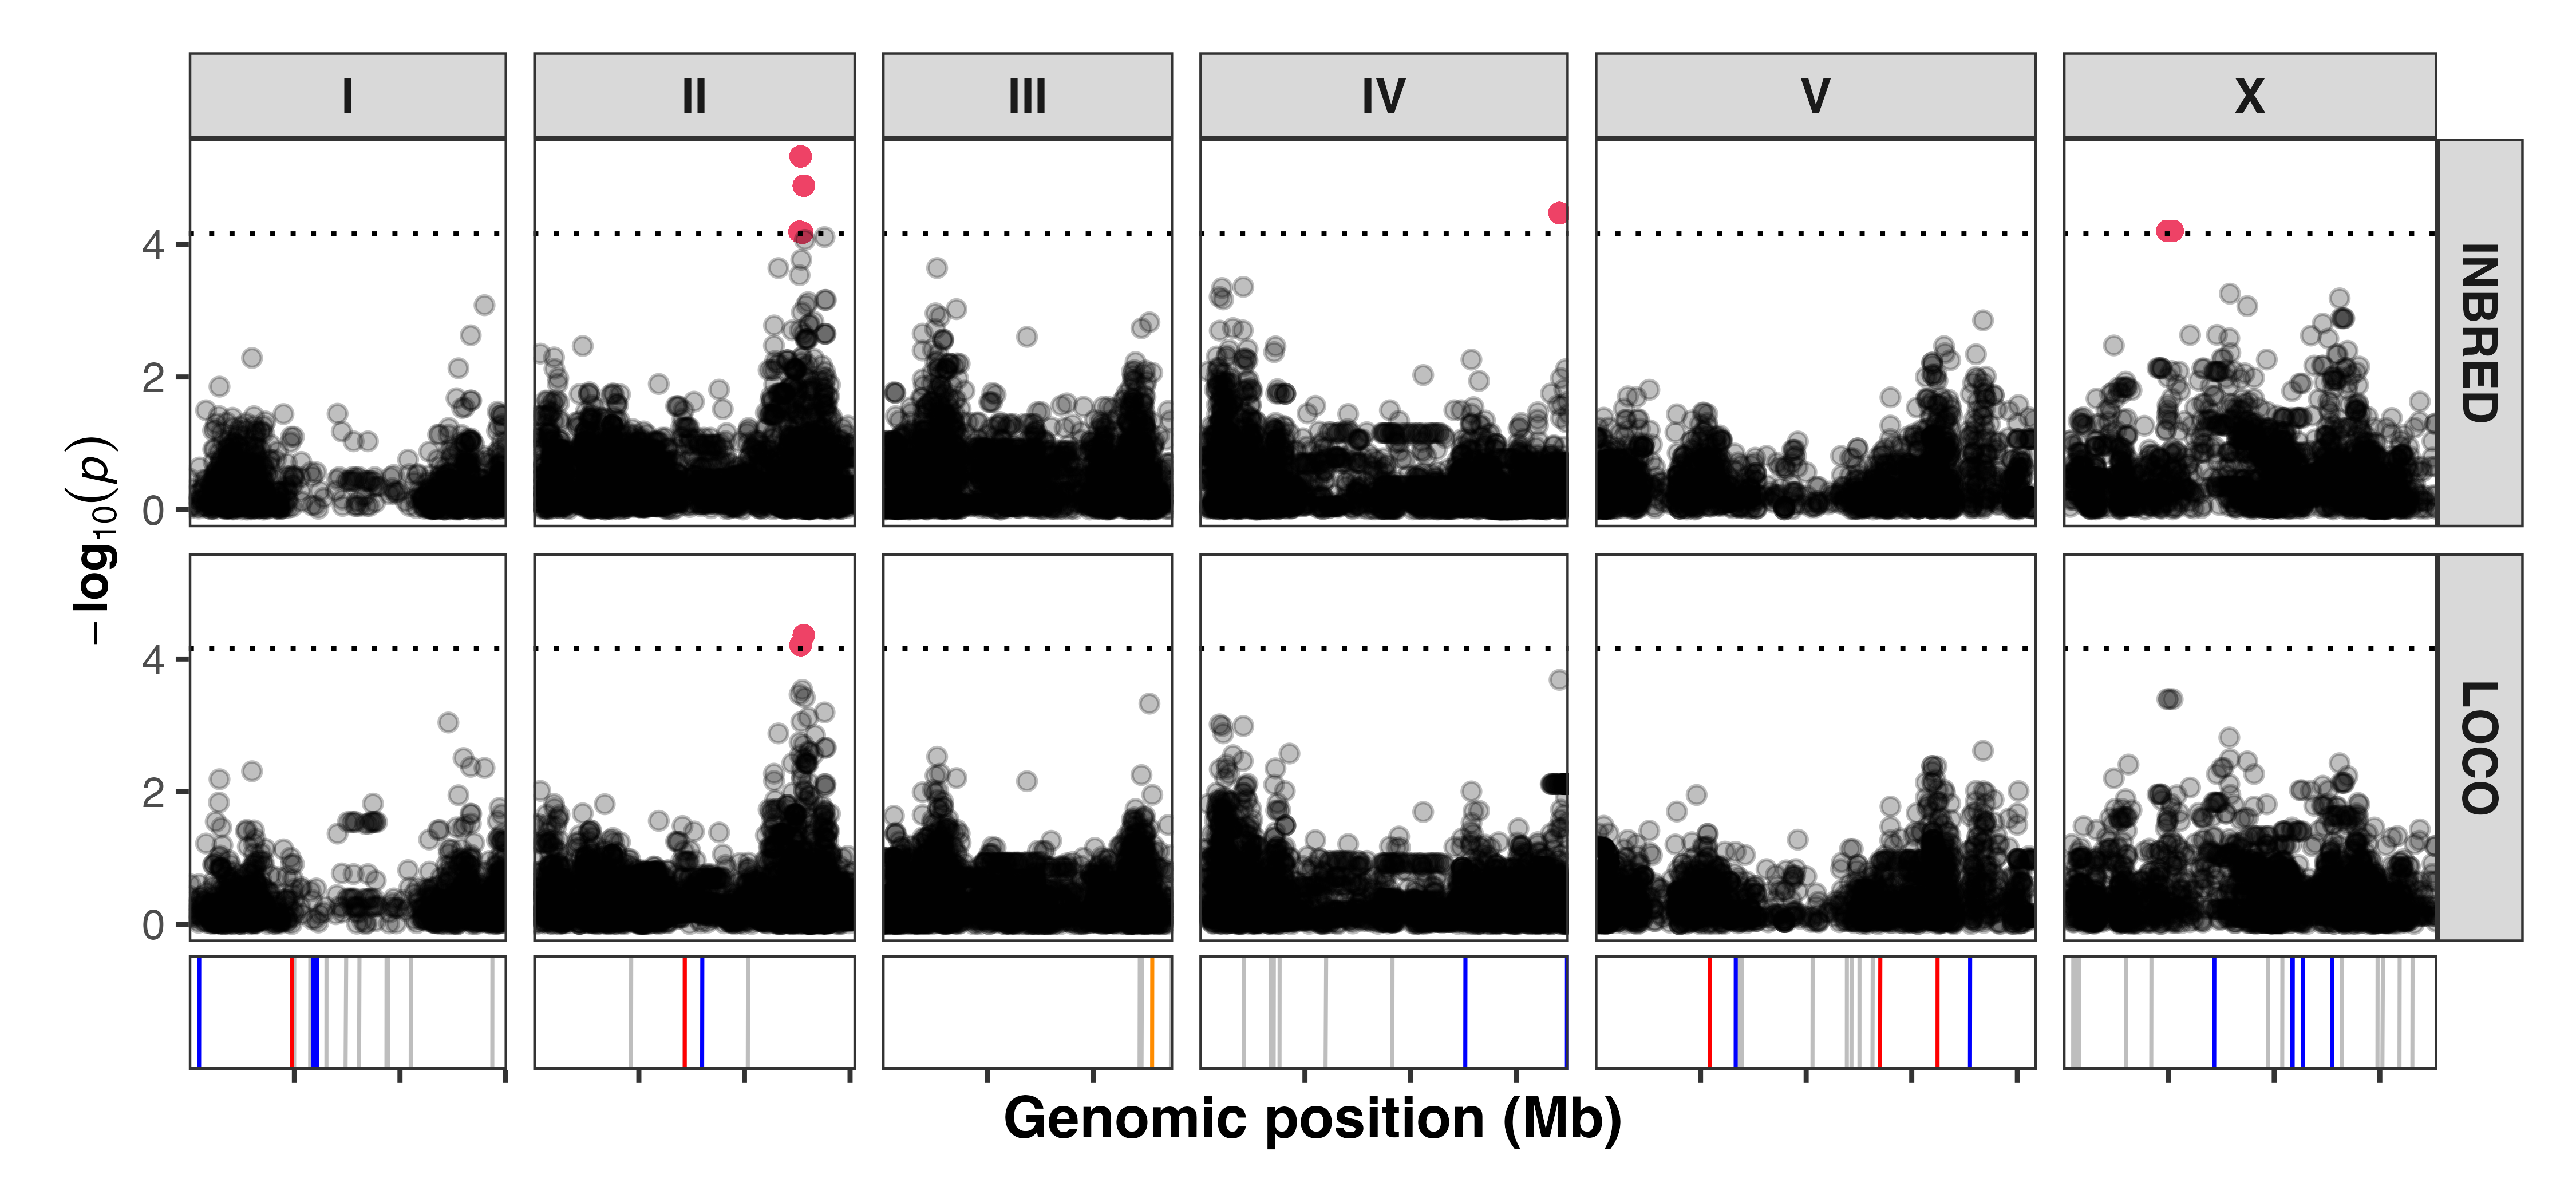 I II III IV V X
4
2
0
INBRED
−log10(p)
4
2
0
LOCO
Genomic position (Mb)